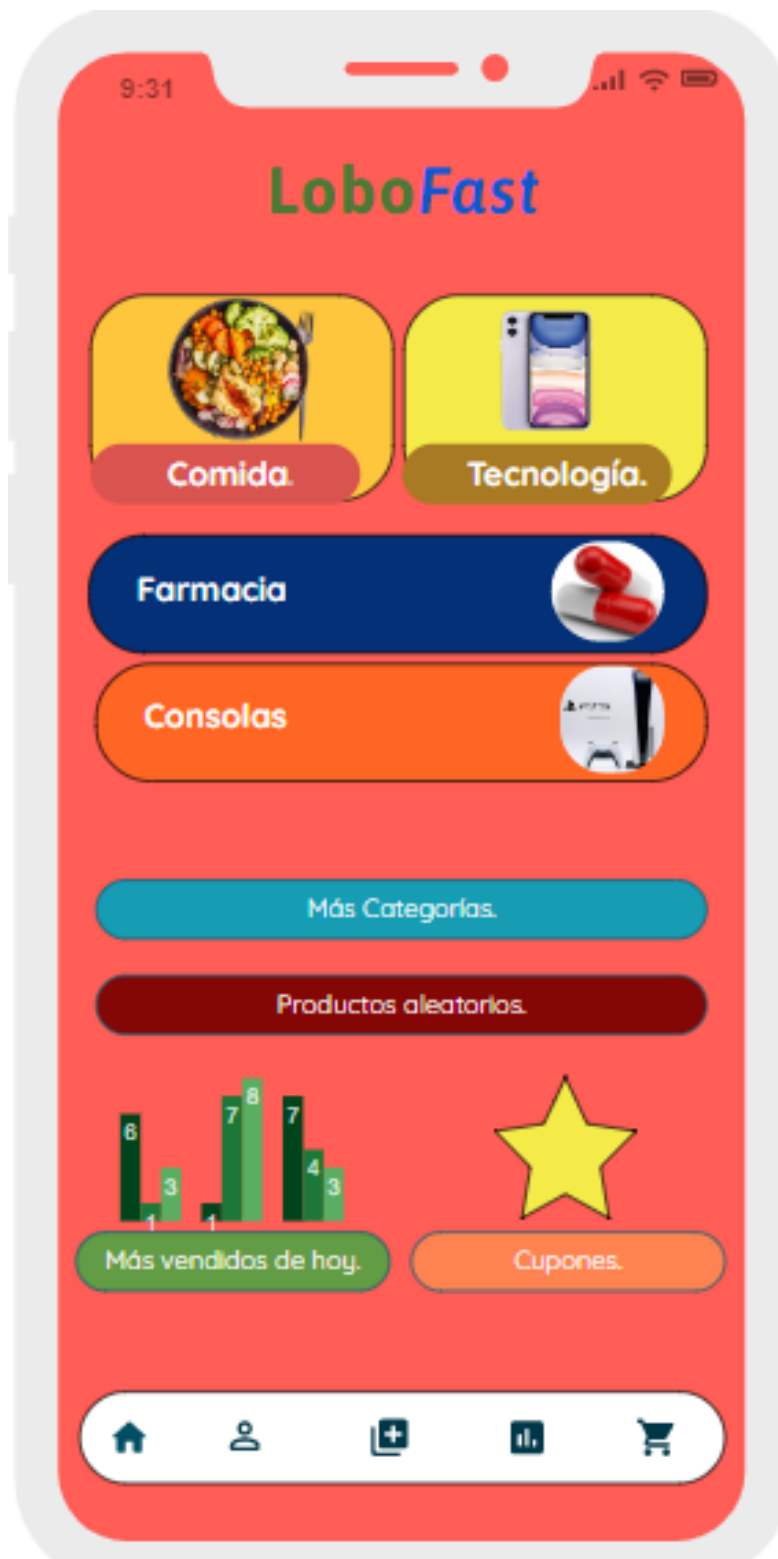 9:31
LoboFast
Comida.
Tecnología.
Farmacia
Consolas
Más Categorías.
Productos aleatorios.
6 1 3 1 7 8 7 4 3
Más vendidos de hoy.
Cupones.